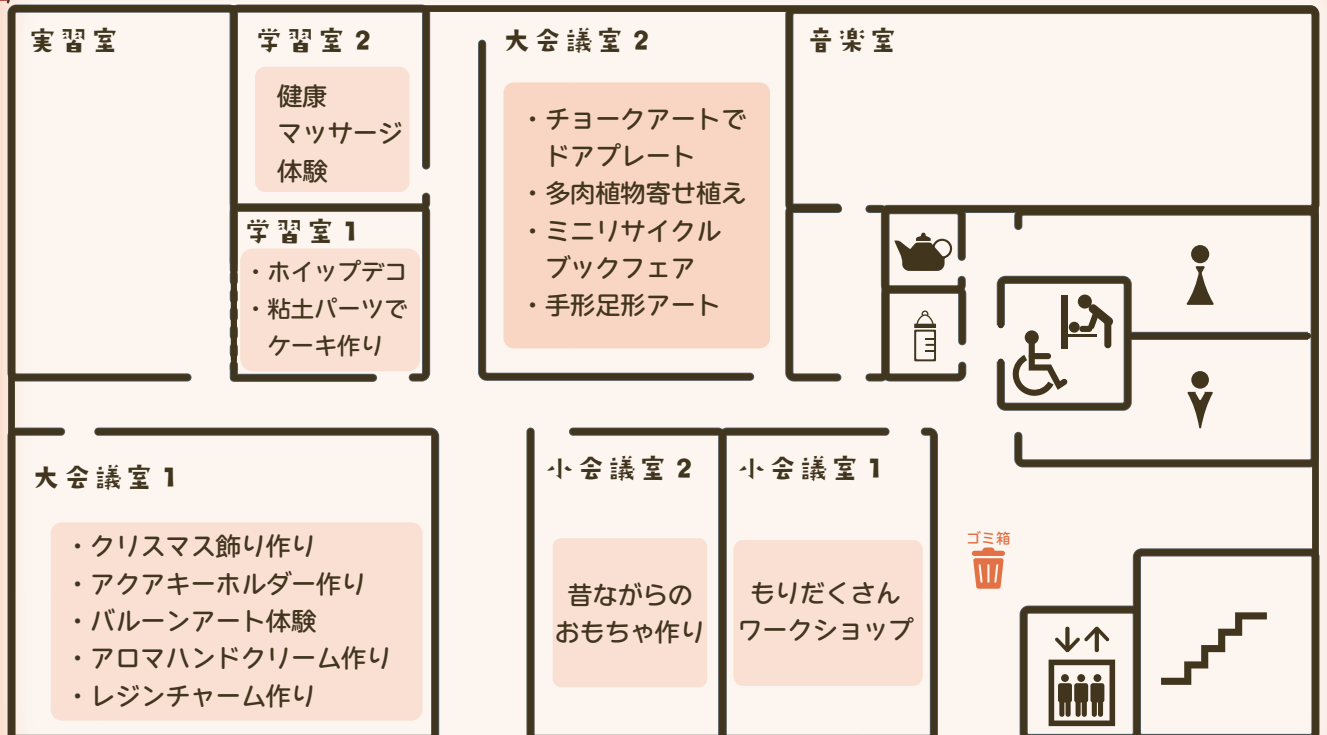 実習室
学習室2
健康
マッサージ
体験
学習室1
・ホイップデコ
・粘土パーツで
ケーキ作り
大会議室2
・チョークアートで
ドアプレート
・多肉植物寄せ植え
・ミニリサイクル
ブックフェア
・手形足形アート
音楽室
大会議室1
・クリスマス飾り作り
・アクアキーホルダー作り
・バルーンアート体験
・アロマハンドクリーム作り
・レジンチャーム作り
小会議室2
昔ながらの
おもちゃ作り
小会議室1
もりだくさん
ワークショップ
ゴミ箱